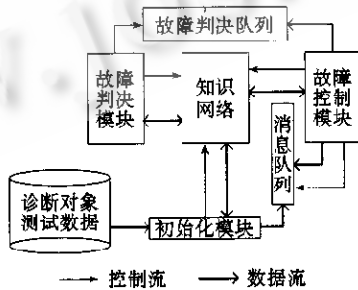 故障判决队列
故障
判决
模块
知识
网络
故障
控制
模块
消
息
队
列
诊断对象
测试数据
初始化模块
控制流
数据流